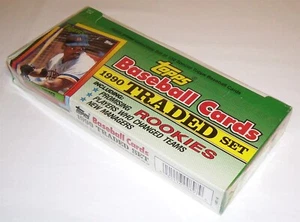 Topps
Baseball Cards
1990 TRADED SET
INCLUDING:
PROMISING ROOKIES
PLAYERS WHO CHANGED TEAMS
NEW MANAGERS
Topps Baseball Cards
1990 TRADED SET